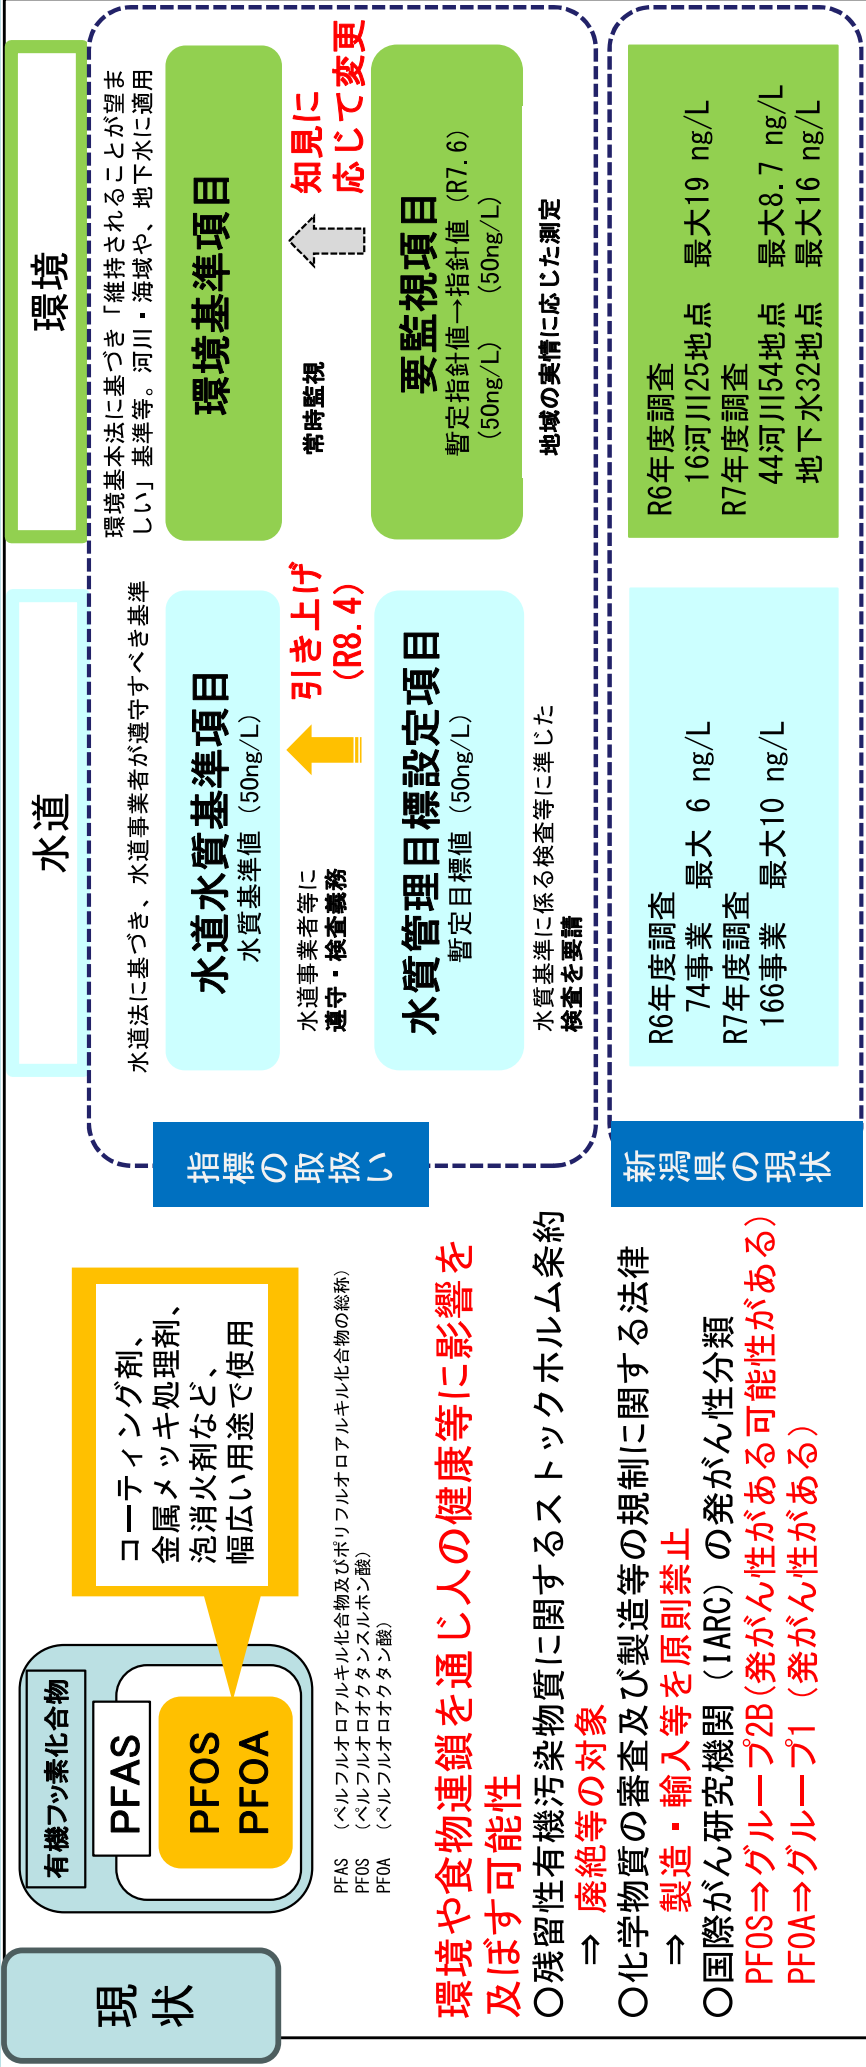 現
状
有機フッ素化合物
PFAS
PFOS
PFOA
コーティング剤、
金属メッキ処理剤、
泡消火剤など、
幅広い用途で使用
PFAS （ペルフルオロアルキル化合物及びポリフルオロアルキル化合物の総称）
PFOS （ペルフルオロオクタンスルホン酸）
PFOA （ペルフルオロオクタン酸）
環境や食物連鎖を通じ人の健康等に影響を
及ぼす可能性
〇残留性有機汚染物質に関するストックホルム条約
⇒ 廃絶等の対象
〇化学物質の審査及び製造等の規制に関する法律
⇒ 製造・輸入等を原則禁止
〇国際がん研究機関（IARC）の発がん性分類
PFOS⇒グループ2B(発がん性がある可能性がある)
PFOA⇒グループ1（発がん性がある）
指標の取扱い
水道
水道法に基づき、水道事業者が遵守すべき基準
水道水質基準項目
水質基準値（50ng/L）
水道事業者等に
遵守・検査義務
引き上げ
(R8.4)
水質管理目標設定項目
暫定目標値（50ng/L）
水質基準に係る検査等に準じた
検査を要請
環境
環境基本法に基づき「維持されることが望ま
しい」基準等。河川・海域や、地下水に適用
環境基準項目
常時監視
知見に
応じて変更
要監視項目
暫定指針値→指針値（R7.6）
(50ng/L) (50ng/L)
地域の実情に応じた測定
新潟県の現状
R6年度調査
74事業 最大 6 ng/L
R7年度調査
166事業 最大10 ng/L
R6年度調査
16河川25地点 最大19 ng/L
R7年度調査
44河川54地点 最大8.7 ng/L
地下水32地点 最大16 ng/L